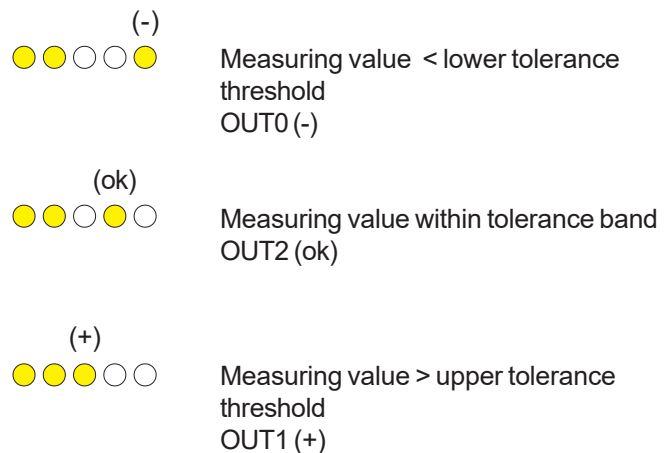 (-)
Measuring value < lower tolerance
threshold
OUT0 (-)
(ok)
Measuring value within tolerance band
OUT2 (ok)
(+)
Measuring value > upper tolerance
threshold
OUT1 (+)